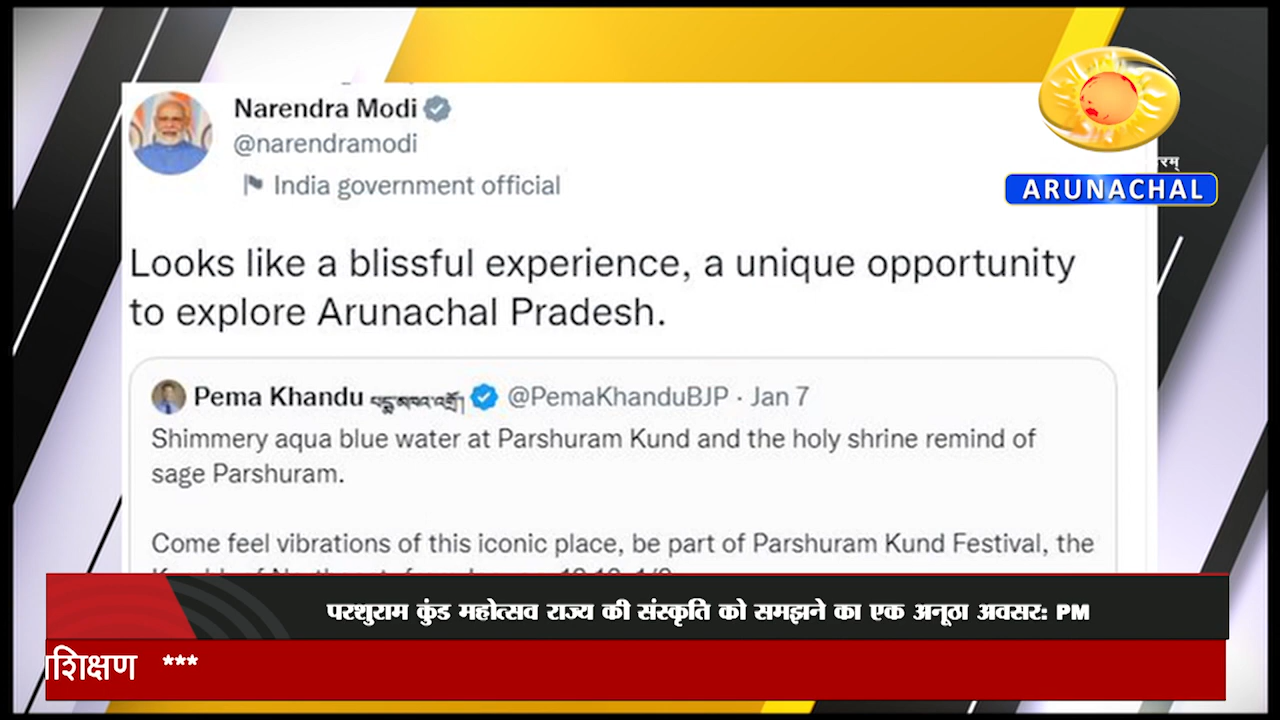 Narendra Modi
@narendramodi
India government official
रम्
ARUNACHAL
Looks like a blissful experience, a unique opportunity
to explore Arunachal Pradesh.
Pema Khandu @PemaKhanduBJP · Jan 7
Shimmery aqua blue water at Parshuram Kund and the holy shrine remind of
sage Parshuram.
Come feel vibrations of this iconic place, be part of Parshuram Kund Festival, the
परशुराम कुंड महोत्सव राज्य की संस्कृति को समझने का एक अनूठा अवसर: PM
शिक्षण ***